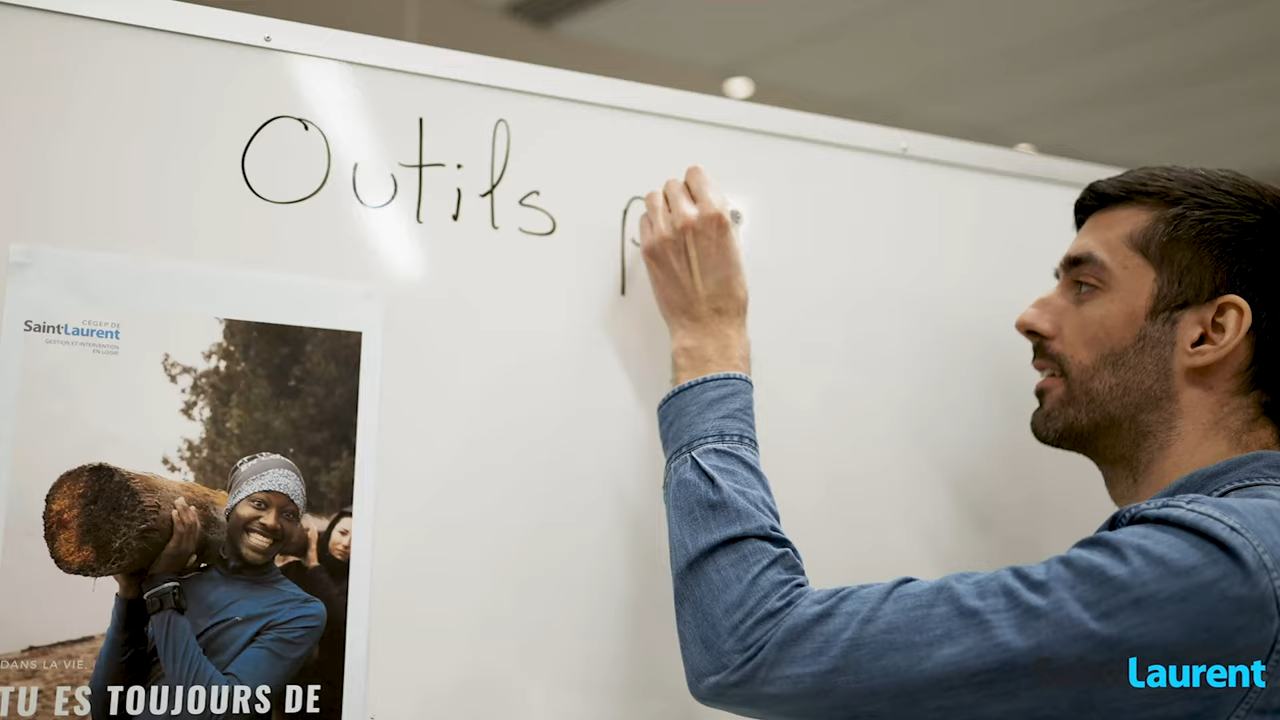 Outils p
CÉGEP DE
Saint-Laurent
GESTION ET INTERVENTION
EN LOISIR
DANS LA VIE,
TU ES TOUJOURS DE
Laurent